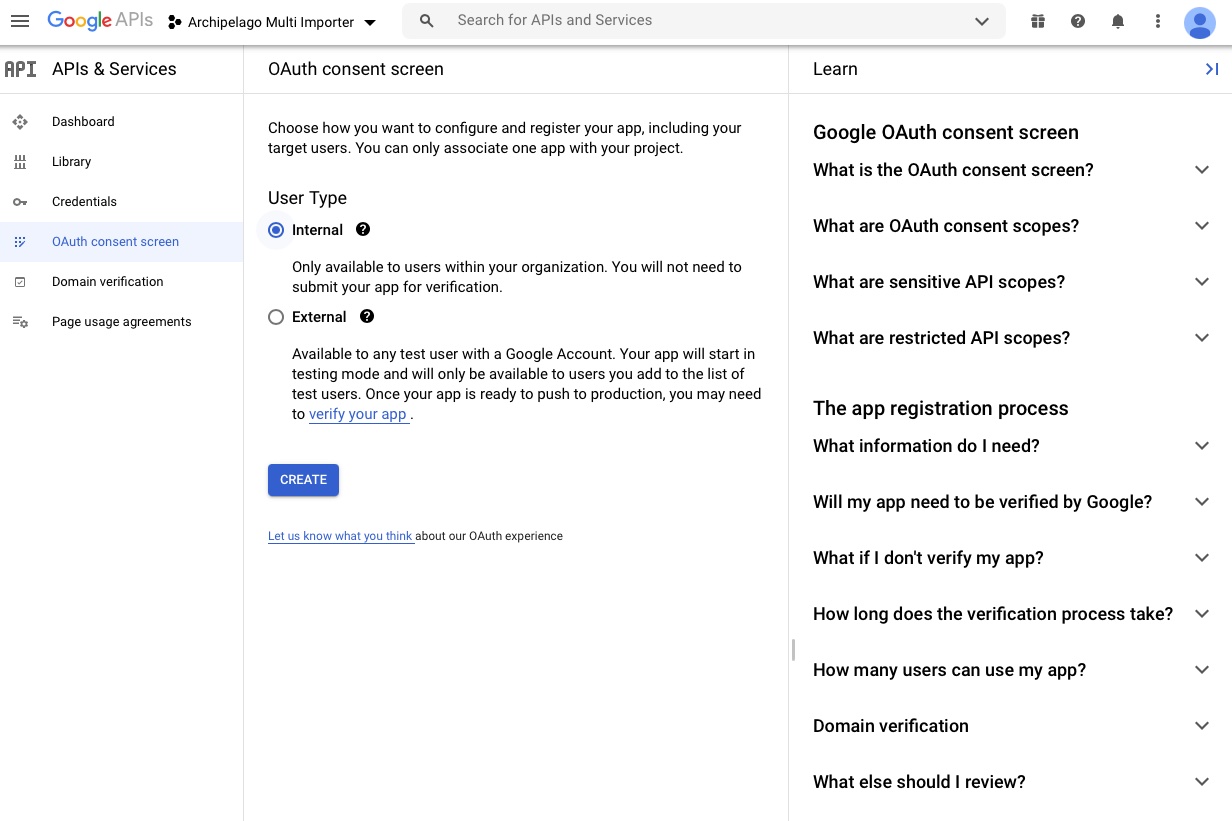 Google APIs
Archipelago Multi Importer
Search for APIs and Services
API APIs & Services
Dashboard
Library
Credentials
OAuth consent screen
Domain verification
Page usage agreements
OAuth consent screen
Choose how you want to configure and register your app, including your
target users. You can only associate one app with your project.
User Type
Internal
Only available to users within your organization. You will not need to
submit your app for verification.
External
Available to any test user with a Google Account. Your app will start in
testing mode and will only be available to users you add to the list of
test users. Once your app is ready to push to production, you may need
to verify your app .
CREATE
Let us know what you think about our OAuth experience
Learn
Google OAuth consent screen
What is the OAuth consent screen?
What are OAuth consent scopes?
What are sensitive API scopes?
What are restricted API scopes?
The app registration process
What information do I need?
Will my app need to be verified by Google?
What if I don't verify my app?
How long does the verification process take?
How many users can use my app?
Domain verification
What else should I review?